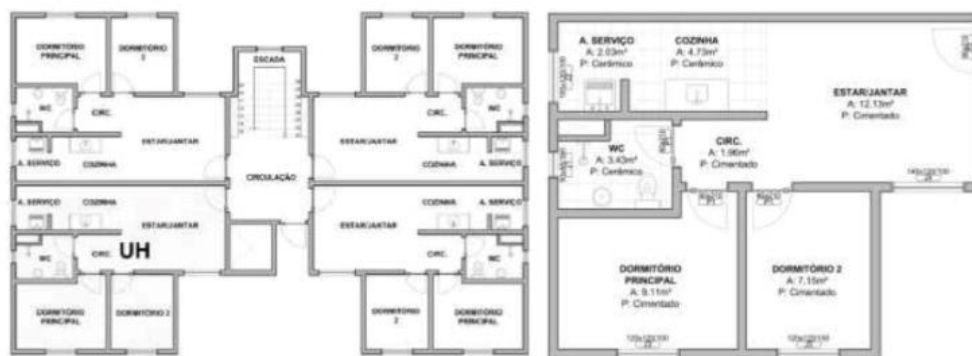 DORMITÓRIO
PRINCIPAL
DORMITÓRIO
2
ESCADA
DORMITÓRIO
2
DORMITÓRIO
PRINCIPAL
WC
CIRC.
CIRC.
WC
ESTAR/JANTAR
ESTAR/JANTAR
A. SERVIÇO
COZINHA
COZINHA
A. SERVIÇO
CIRCULAÇÃO
COZINHA
A. SERVIÇO
COZINHA
A. SERVIÇO
ESTAR/JANTAR
ESTAR/JANTAR
WC
CIRC.
UH
CIRC.
WC
DORMITÓRIO
PRINCIPAL
DORMITÓRIO 2
DORMITÓRIO
2
DORMITÓRIO
PRINCIPAL
A. SERVIÇO
A: 2.03m²
P: Cerâmico
COZINHA
A: 4.73m²
P: Cerâmico
ESTAR/JANTAR
A: 12.13m²
P: Cimentado
WC
A: 3.43m²
P: Cerâmico
CIRC.
A: 1.96m²
P: Cimentado
DORMITÓRIO
PRINCIPAL
A: 9.11m²
P: Cimentado
DORMITÓRIO 2
A: 7.15m²
P: Cimentado